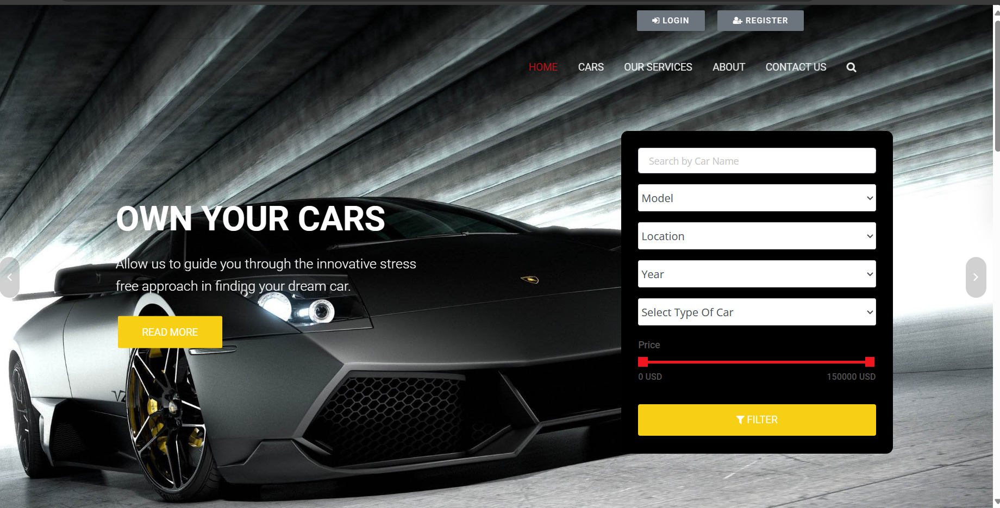 LOGIN
REGISTER
HOME
CARS
OUR SERVICES
ABOUT
CONTACT US
OWN YOUR CARS
Allow us to guide you through the innovative stress
free approach in finding your dream car.
READ MORE
Search by Car Name
Model
Location
Year
Select Type Of Car
Price
0 USD
150000 USD
FILTER